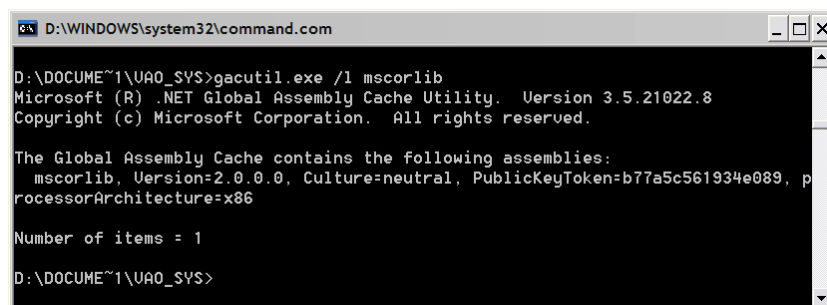 D:\WINDOWS\system32\command.com
D:\DOCUME~1\VAO_SYS>gacutil.exe /l mscorlib
Microsoft (R) .NET Global Assembly Cache Utility.  Version 3.5.21022.8
Copyright (c) Microsoft Corporation.  All rights reserved.
The Global Assembly Cache contains the following assemblies:
  mscorlib, Version=2.0.0.0, Culture=neutral, PublicKeyToken=b77a5c561934e089, p
rocessorArchitecture=x86
Number of items = 1
D:\DOCUME~1\VAO_SYS>